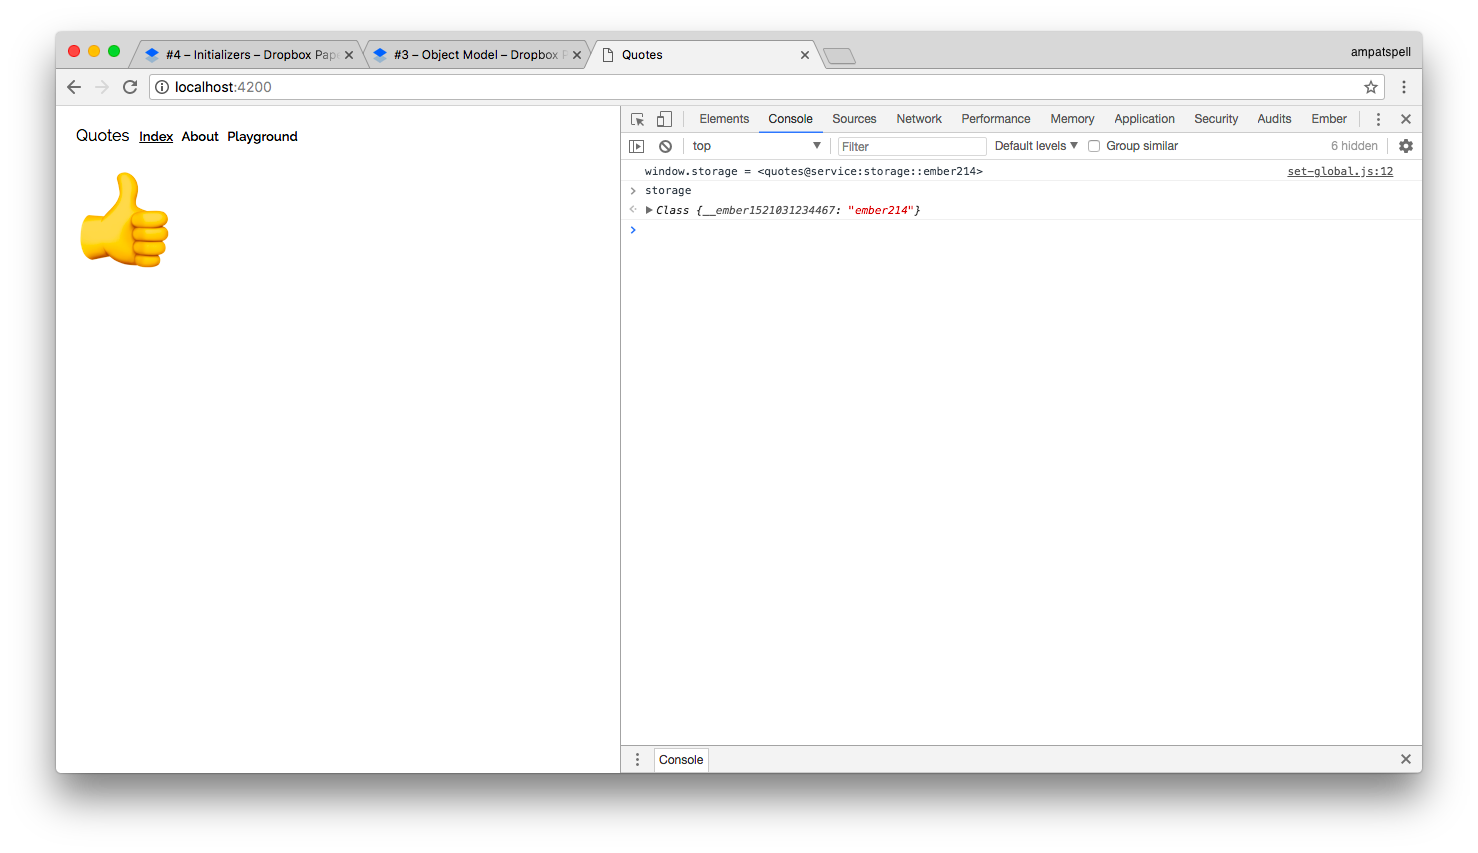 #4 – Initializers – Dropbox Pap
#3 – Object Model – Dropbox P
Quotes
ampatspell
localhost:4200
Quotes Index About Playground
Elements Console Sources Network Performance Memory Application Security Audits Ember
top Filter Default levels Group similar 6 hidden
window.storage = <quotes@service:storage::ember214> set-global.js:12
storage
Class {__ember1521031234467: "ember214"}
Console